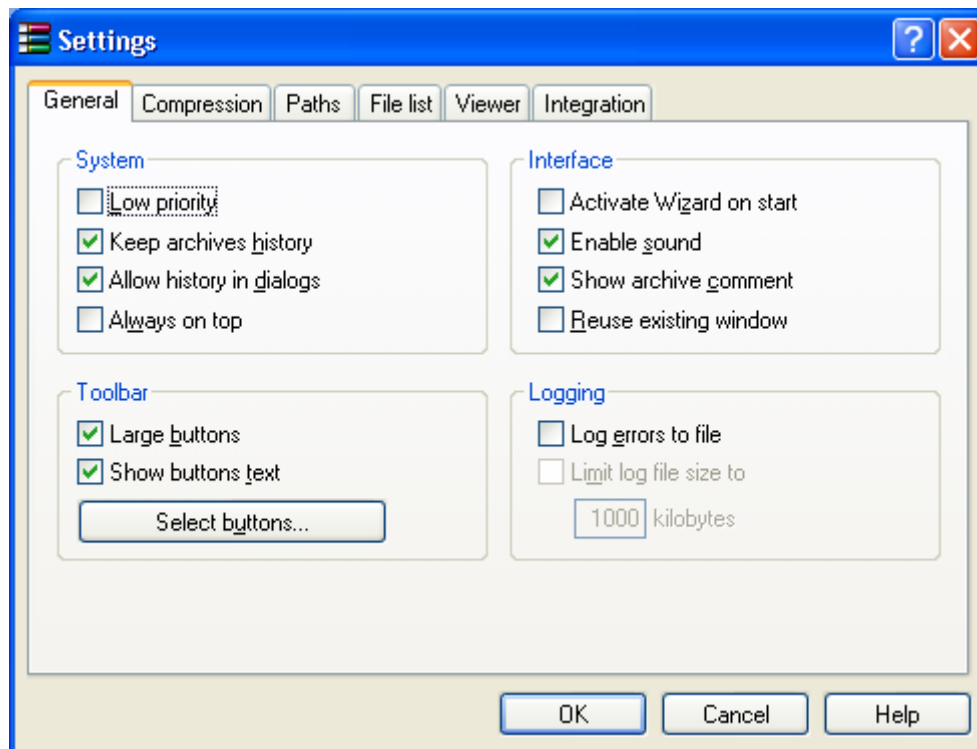 Settings
General Compression Paths File list Viewer Integration
System
Low priority
Keep archives history
Allow history in dialogs
Always on top
Interface
Activate Wizard on start
Enable sound
Show archive comment
Reuse existing window
Toolbar
Large buttons
Show buttons text
Select buttons...
Logging
Log errors to file
Limit log file size to
1000 kilobytes
OK Cancel Help